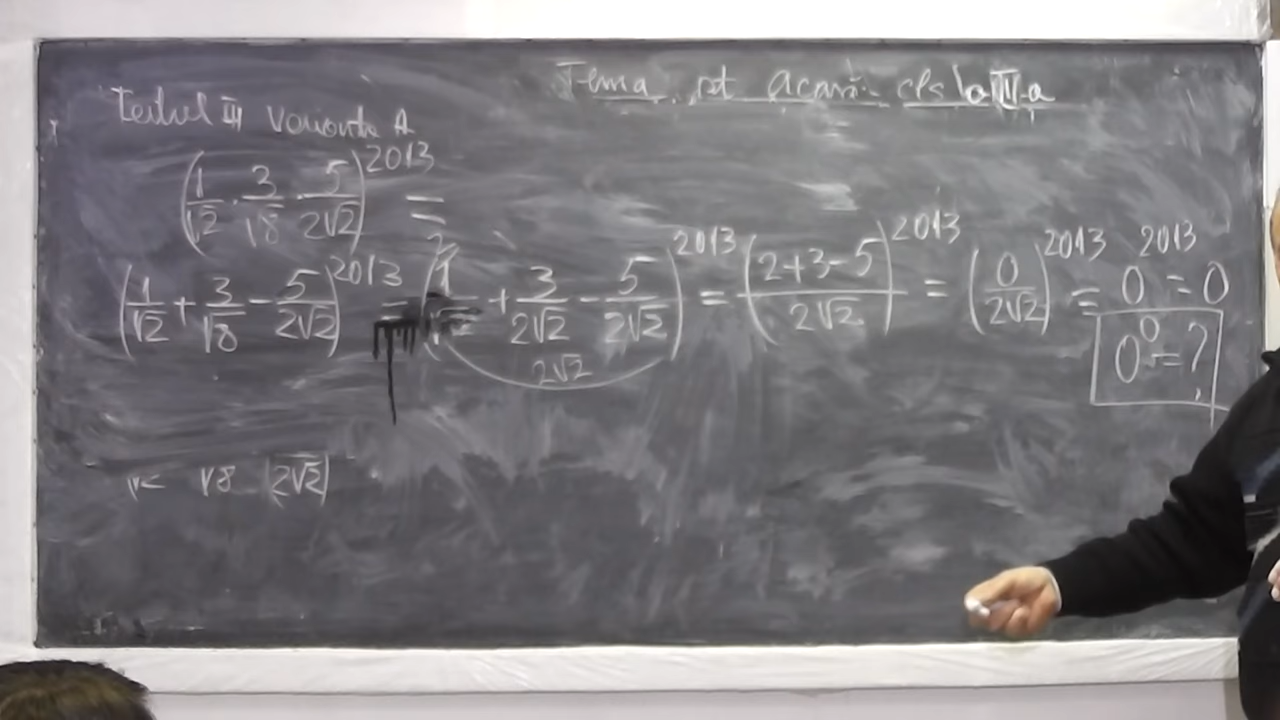 Tema pt acasă cls a VII-a
Testul III Varianta A
(1/√2 · 3/√8 · 5/2√2)^2013 =
(1/√2 + 3/√8 - 5/2√2)^2013 = (2)1/√2 + 3/2√2 - 5/2√2)^2013 = (2+3-5/2√2)^2013 = (0/2√2)^2013 = 0^2013 = 0
2√2
0^0 = ?
√8 2√2